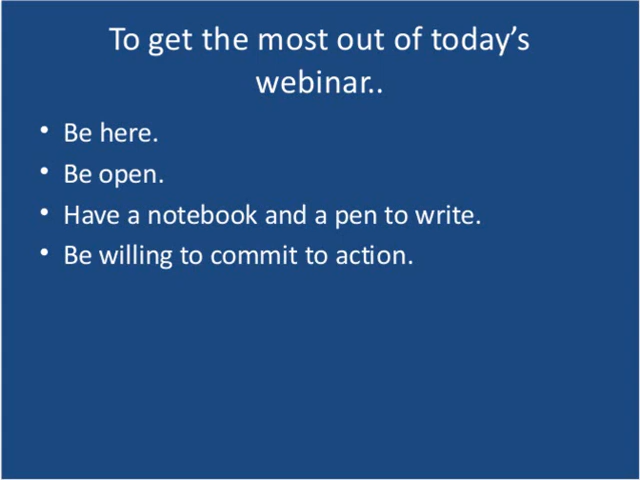 To get the most out of today’s
webinar..
• Be here.
• Be open.
• Have a notebook and a pen to write.
• Be willing to commit to action.